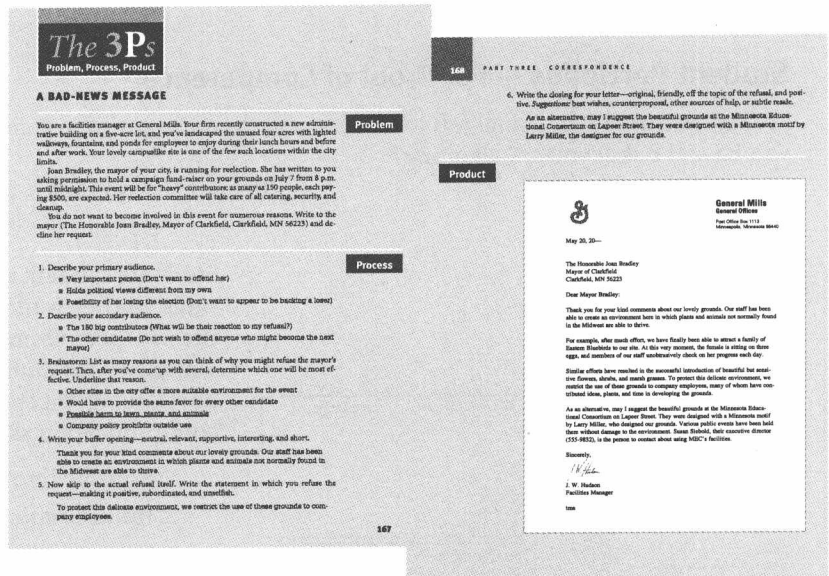 The 3Ps
Problem, Process, Product
A BAD-NEWS MESSAGE
Problem
You are a facilities manager at General Mills. Your firm recently constructed a new adminis-
trative building on a five-acre lot, and you've landscaped the unused four acres with lighted
walkways, fountains, and ponds for employees to enjoy during their lunch hours and before
and after work. Your lovely campuslike site is one of the few such locations within the city
limits.
Joan Bradley, the mayor of your city, is running for reelection. She has written to you
asking permission to hold a campaign fund-raiser on your grounds on July 7 from 8 p.m.
until midnight. This event will be for "heavy" contributors; as many as 150 people, each pay-
ing $500, are expected. Her reelection committee will take care of all catering, security, and
cleanup.
You do not want to become involved in this event for numerous reasons. Write to the
mayor (The Honorable Joan Bradley, Mayor of Clarkfield, Clarkfield, MN 56223) and de-
cline her request.
Process
1. Describe your primary audience.
■ Very important person (Don't want to offend her)
■ Holds political views different from my own
■ Possibility of her losing the election (Don't want to appear to be backing a loser)
2. Describe your secondary audience.
■ The 150 big contributors (What will be their reaction to my refusal?)
■ The other candidates (Do not wish to offend anyone who might become the next
mayor)
3. Brainstorm: List as many reasons as you can think of why you might refuse the mayor's
request. Then, after you've come up with several, determine which one will be most ef-
fective. Underline that reason.
■ Other sites in the city offer a more suitable environment for the event
■ Would have to provide the same favor for every other candidate
■ Possible harm to lawn, plants, and animals
■ Company policy prohibits outside use
4. Write your buffer opening—neutral, relevant, supportive, interesting, and short.
Thank you for your kind comments about our lovely grounds. Our staff has been
able to create an environment in which plants and animals not normally found in
the Midwest are able to thrive.
5. Now skip to the actual refusal itself. Write the statement in which you refuse the
request—making it positive, subordinated, and unselfish.
To protect this delicate environment, we restrict the use of these grounds to com-
pany employees.
167
168 PART THREE CORRESPONDENCE
6. Write the closing for your letter—original, friendly, off the topic of the refusal, and posi-
tive. Suggestions: best wishes, counterproposal, other sources of help, or subtle resale.
As an alternative, may I suggest the beautiful grounds at the Minnesota Educa-
tional Consortium on Lapeer Street. They were designed with a Minnesota motif by
Larry Miller, the designer for our grounds.
Product
G
General Mills
General Offices
Post Office Box 1113
Minneapolis, Minnesota 55440
May 20, 20—
The Honorable Joan Bradley
Mayor of Clarkfield
Clarkfield, MN 56223
Dear Mayor Bradley:
Thank you for your kind comments about our lovely grounds. Our staff has been
able to create an environment here in which plants and animals not normally found
in the Midwest are able to thrive.
For example, after much effort, we have finally been able to attract a family of
Eastern Bluebirds to our site. At this very moment, the female is sitting on three
eggs, and members of our staff unobtrusively check on her progress each day.
Similar efforts have resulted in the successful introduction of beautiful but sensi-
tive flowers, shrubs, and marsh grasses. To protect this delicate environment, we
restrict the use of these grounds to company employees, many of whom have con-
tributed ideas, plants, and time in developing the grounds.
As an alternative, may I suggest the beautiful grounds at the Minnesota Educa-
tional Consortium on Lapeer Street. They were designed with a Minnesota motif
by Larry Miller, who designed our grounds. Various public events have been held
there without damage to the environment. Susan Siebold, their executive director
(555-9832), is the person to contact about using MEC's facilities.
Sincerely,
J. W. Hudson
J. W. Hudson
Facilities Manager
tma